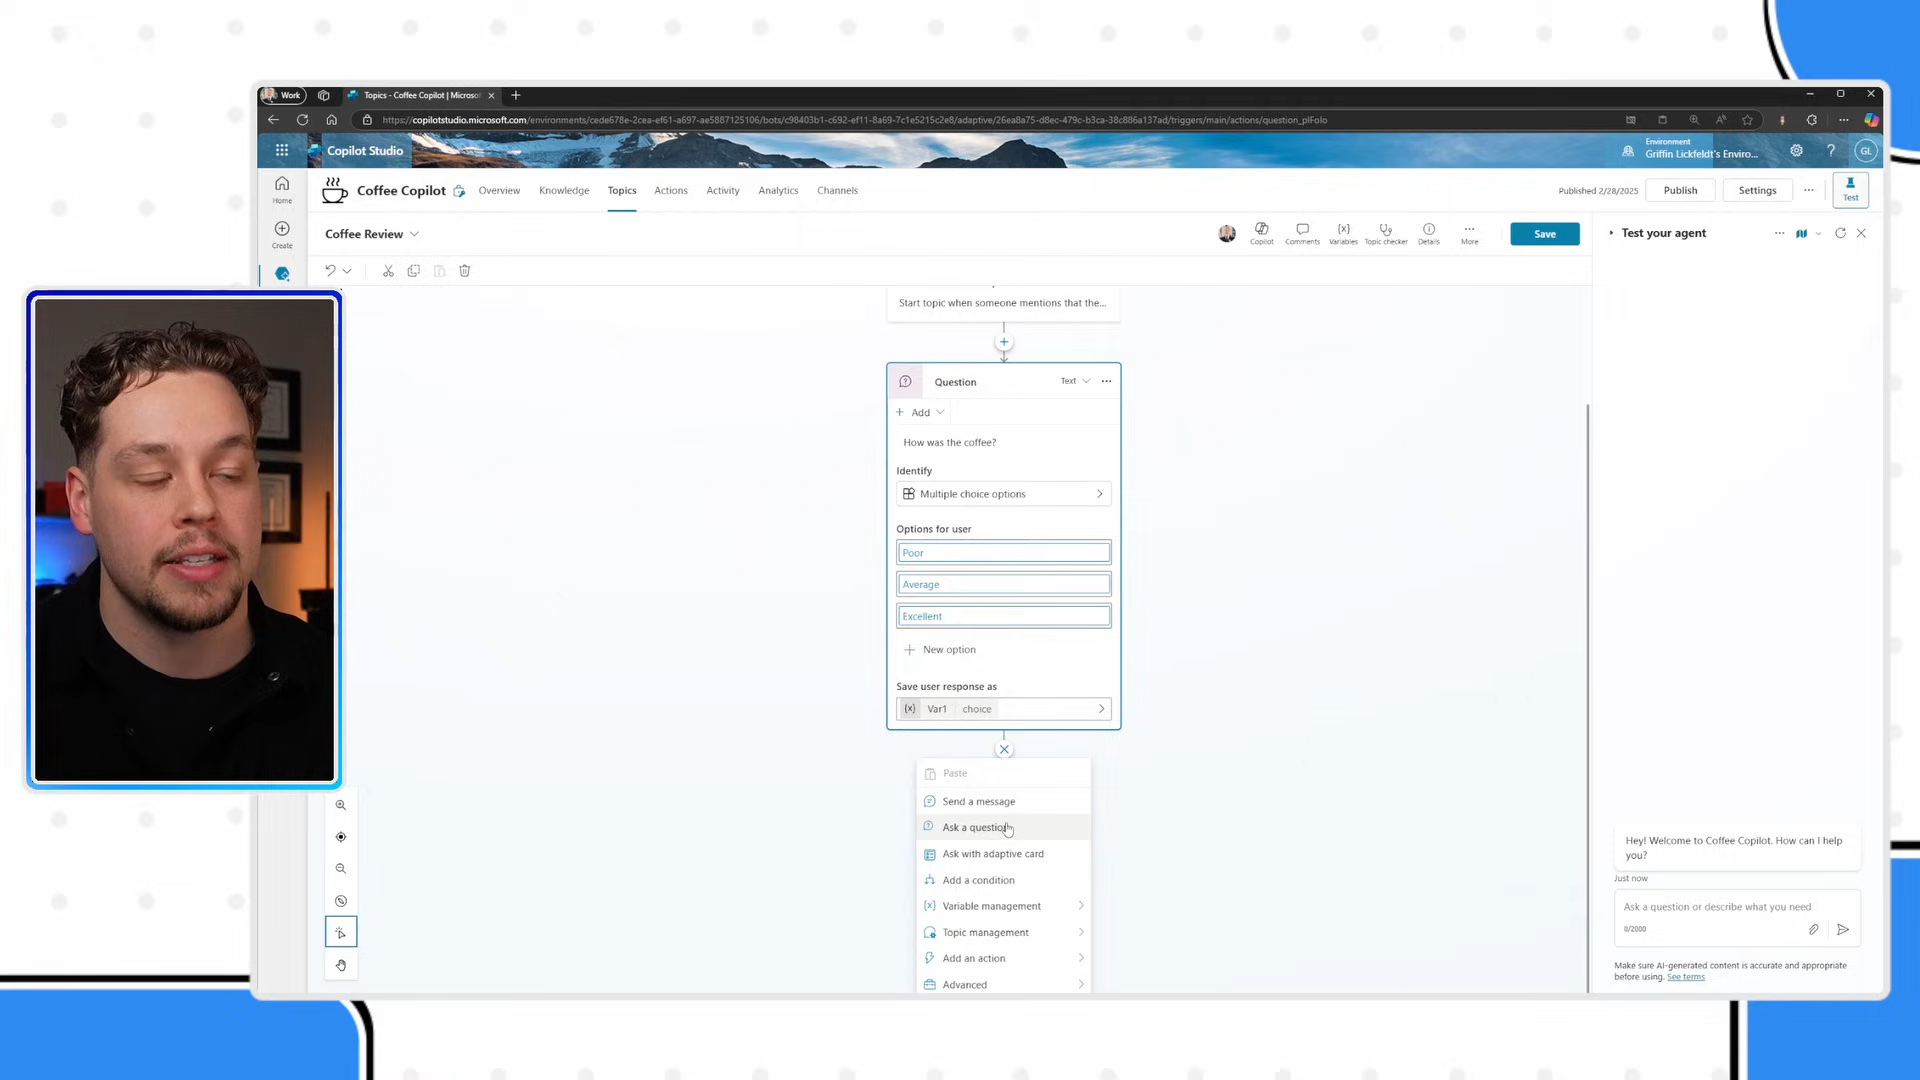 Work
Topics - Coffee Copilot | Microso
https://copilotstudio.microsoft.com/environments/cede678e-2cea-ef61-a697-ae5887125106/bots/c98403b1-c692-ef11-8a69-7c1e5215c2e8/adaptive/26ea8a75-d8ec-479c-b3ca-38c886a137ad/triggers/main/actions/question_plFolo
Copilot Studio
Environment
Griffin Lickfeldt's Enviro...
GL
Home
Coffee Copilot
Overview
Knowledge
Topics
Actions
Activity
Analytics
Channels
Published 2/28/2025
Publish
Settings
Test
Create
Coffee Review
Copilot
Comments
Variables
Topic checker
Details
More
Save
Test your agent
Start topic when someone mentions that the...
Question
Text
Add
How was the coffee?
Identify
Multiple choice options
Options for user
Poor
Average
Excellent
New option
Save user response as
{x} Var1 choice
Paste
Send a message
Ask a question
Ask with adaptive card
Add a condition
Variable management
Topic management
Add an action
Advanced
Hey! Welcome to Coffee Copilot. How can I help
you?
Just now
Ask a question or describe what you need
0/2000
Make sure AI-generated content is accurate and appropriate
before using. See terms